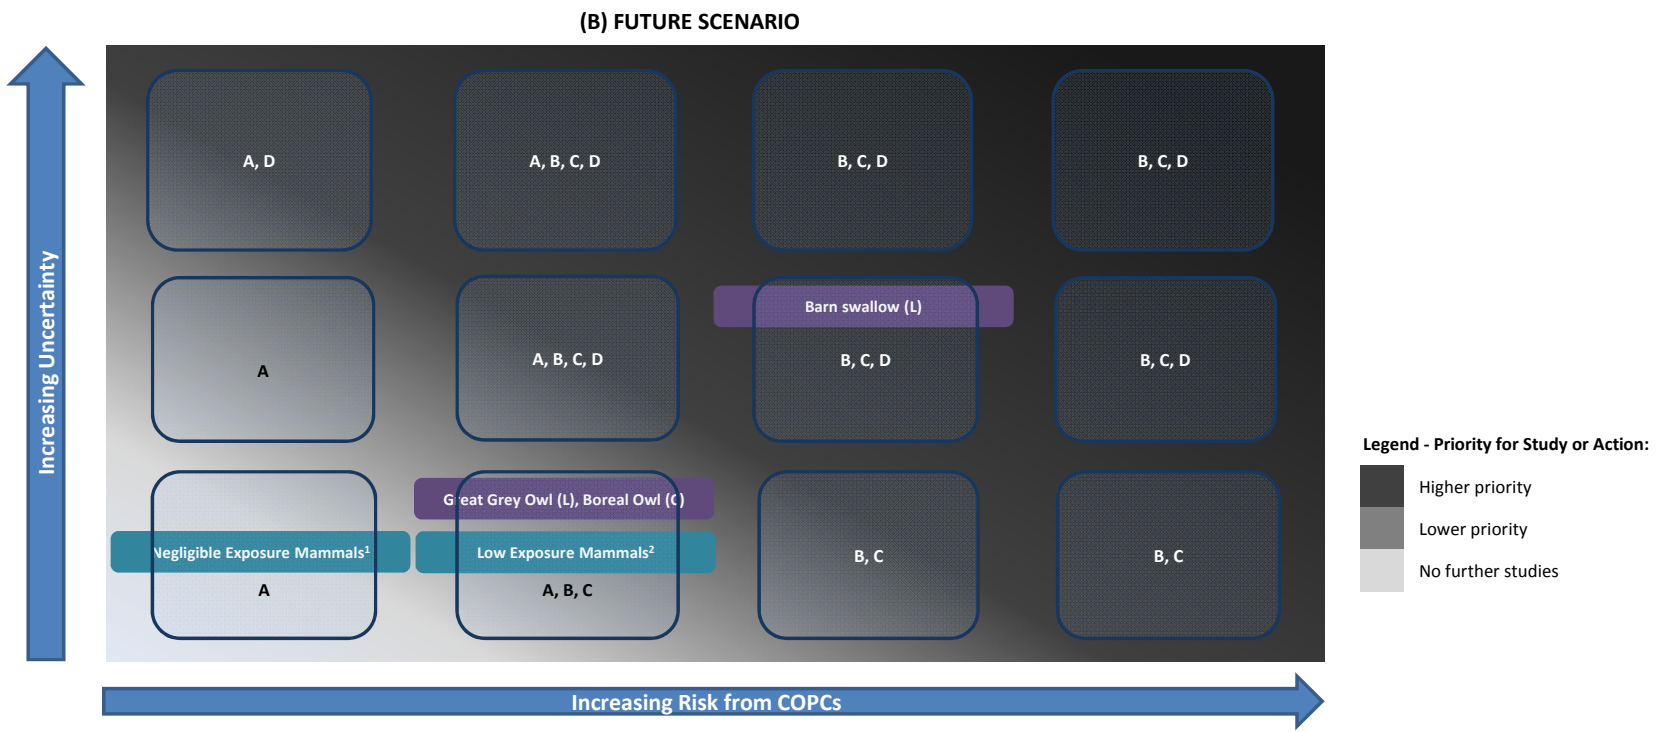 (B) FUTURE SCENARIO
Increasing Uncertainty
A, D
A, B, C, D
B, C, D
B, C, D
Barn swallow (L)
A
A, B, C, D
B, C, D
B, C, D
Great Grey Owl (L), Boreal Owl (C)
Negligible Exposure Mammals¹
Low Exposure Mammals²
A
A, B, C
B, C
B, C
Increasing Risk from COPCs
Legend - Priority for Study or Action:
Higher priority
Lower priority
No further studies